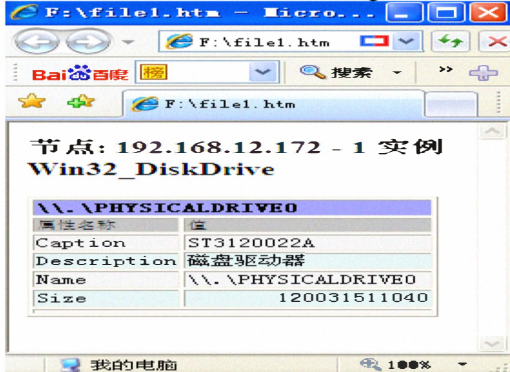 F:\file1.htm - Micro...
F:\file1.htm
Bai百度 榜 搜索 »
F:\file1.htm
节点: 192.168.12.172 - 1 实例
Win32_DiskDrive
\\.\PHYSICALDRIVE0
属性名称 值
Caption ST3120022A
Description 磁盘驱动器
Name \\.\PHYSICALDRIVE0
Size 120031511040
我的电脑 100%